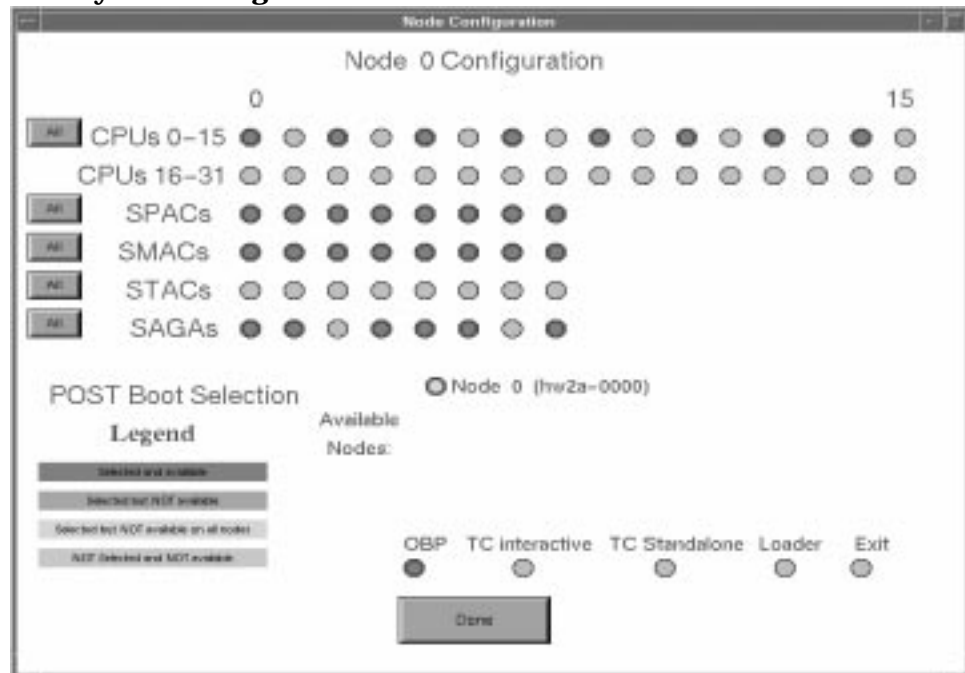 Node Configuration
Node 0 Configuration
0 15
All CPUs 0-15
CPUs 16-31
All SPACs
All SMACs
All STACs
All SAGAs
POST Boot Selection
Node 0 (hw2a-0000)
Available
Nodes:
Legend
Selected and available
Selected but NOT available
Selected but NOT available on all nodes
NOT Selected and NOT available
OBP TC interactive TC Standalone Loader Exit
Done